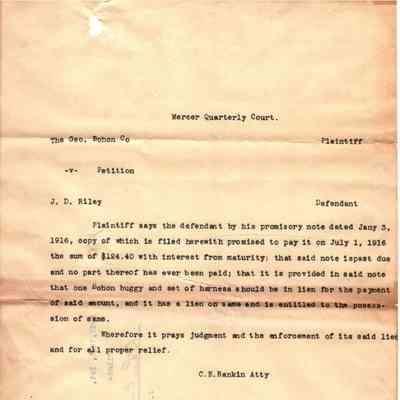 Mercer Quarterly Court.
The Geo. Bohon Co Plaintiff
-v- Petition
J. D. Riley Defendant
Plaintiff says the defendant by his promisory note dated Jany 3,
1916, copy of which is filed herewith promised to pay it on July 1, 1916
the sum of $124.40 with interest from maturity; that said note ispast due
and no part thereof has ever been paid; that it is provided in said note
that one Bohon buggy and set of harness should be in lien for the payment
of said amount, and it has a lien on same and is entitled to the posess-
sion of same.
Wherefore it prays judgment and the enforcement of its said lien
and for all proper relief.
C.E.Rankin Atty